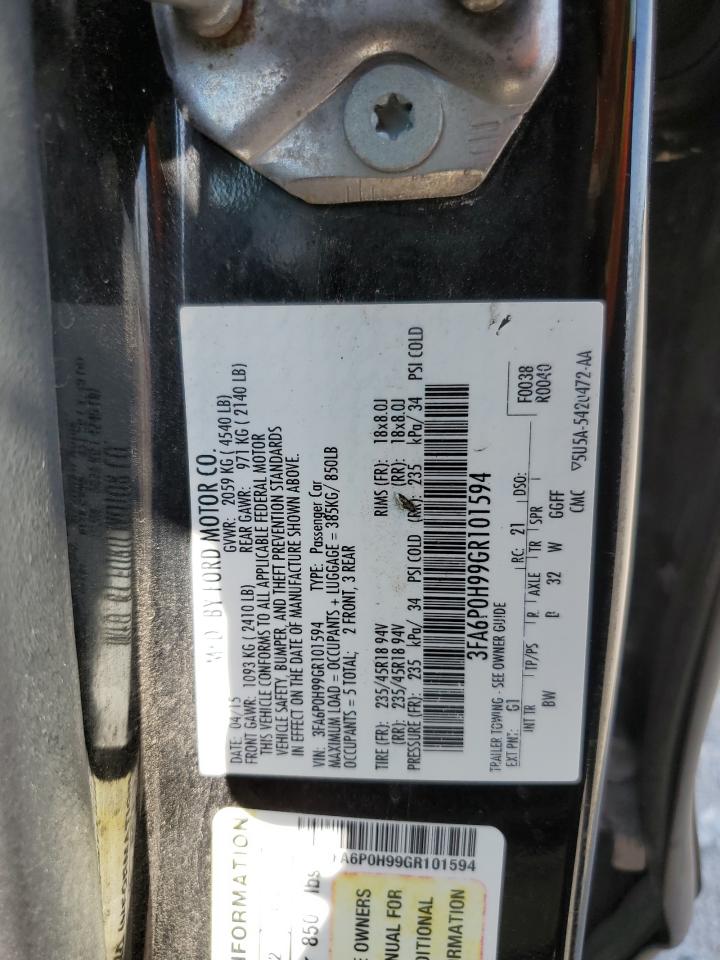 BY FORD MOTOR CO.
DATE: 04/15 GVWR: 2059 KG ( 4540 LB)
FRONT GAWR: 1093 KG ( 2410 LB) REAR GAWR: 971 KG ( 2140 LB)
THIS VEHICLE CONFORMS TO ALL APPLICABLE FEDERAL MOTOR
VEHICLE SAFETY, BUMPER, AND THEFT PREVENTION STANDARDS
IN EFFECT ON THE DATE OF MANUFACTURE SHOWN ABOVE.
VIN: 3FA6P0H99GR101594 TYPE: Passenger Car
MAXIMUM LOAD = OCCUPANTS + LUGGAGE = 385KG/ 850LB
OCCUPANTS = 5 TOTAL; 2 FRONT, 3 REAR
TIRE (FR): 235/45R18 94V RIMS (FR): 18x8.0J
(RR): 235/45R18 94V (RR): 18x8.0J
PRESSURE (FR): 235 kPa/ 34 PSI COLD (RR): 235 kPa/ 34 PSI COLD
3FA6P0H99GR101594
TRAILER TOWING - SEE OWNER GUIDE
EXT PNT: G1 RC: 21 DSO: F0038
R0040
INT TR TP/PS R AXLE TR SPR
BW 32 W GGFF
CMC
5U5A-5420472-AA
FORMATION
850 lbs
FA6P0H99GR101594
E OWNERS
NUAL FOR
DITIONAL
ORMATION